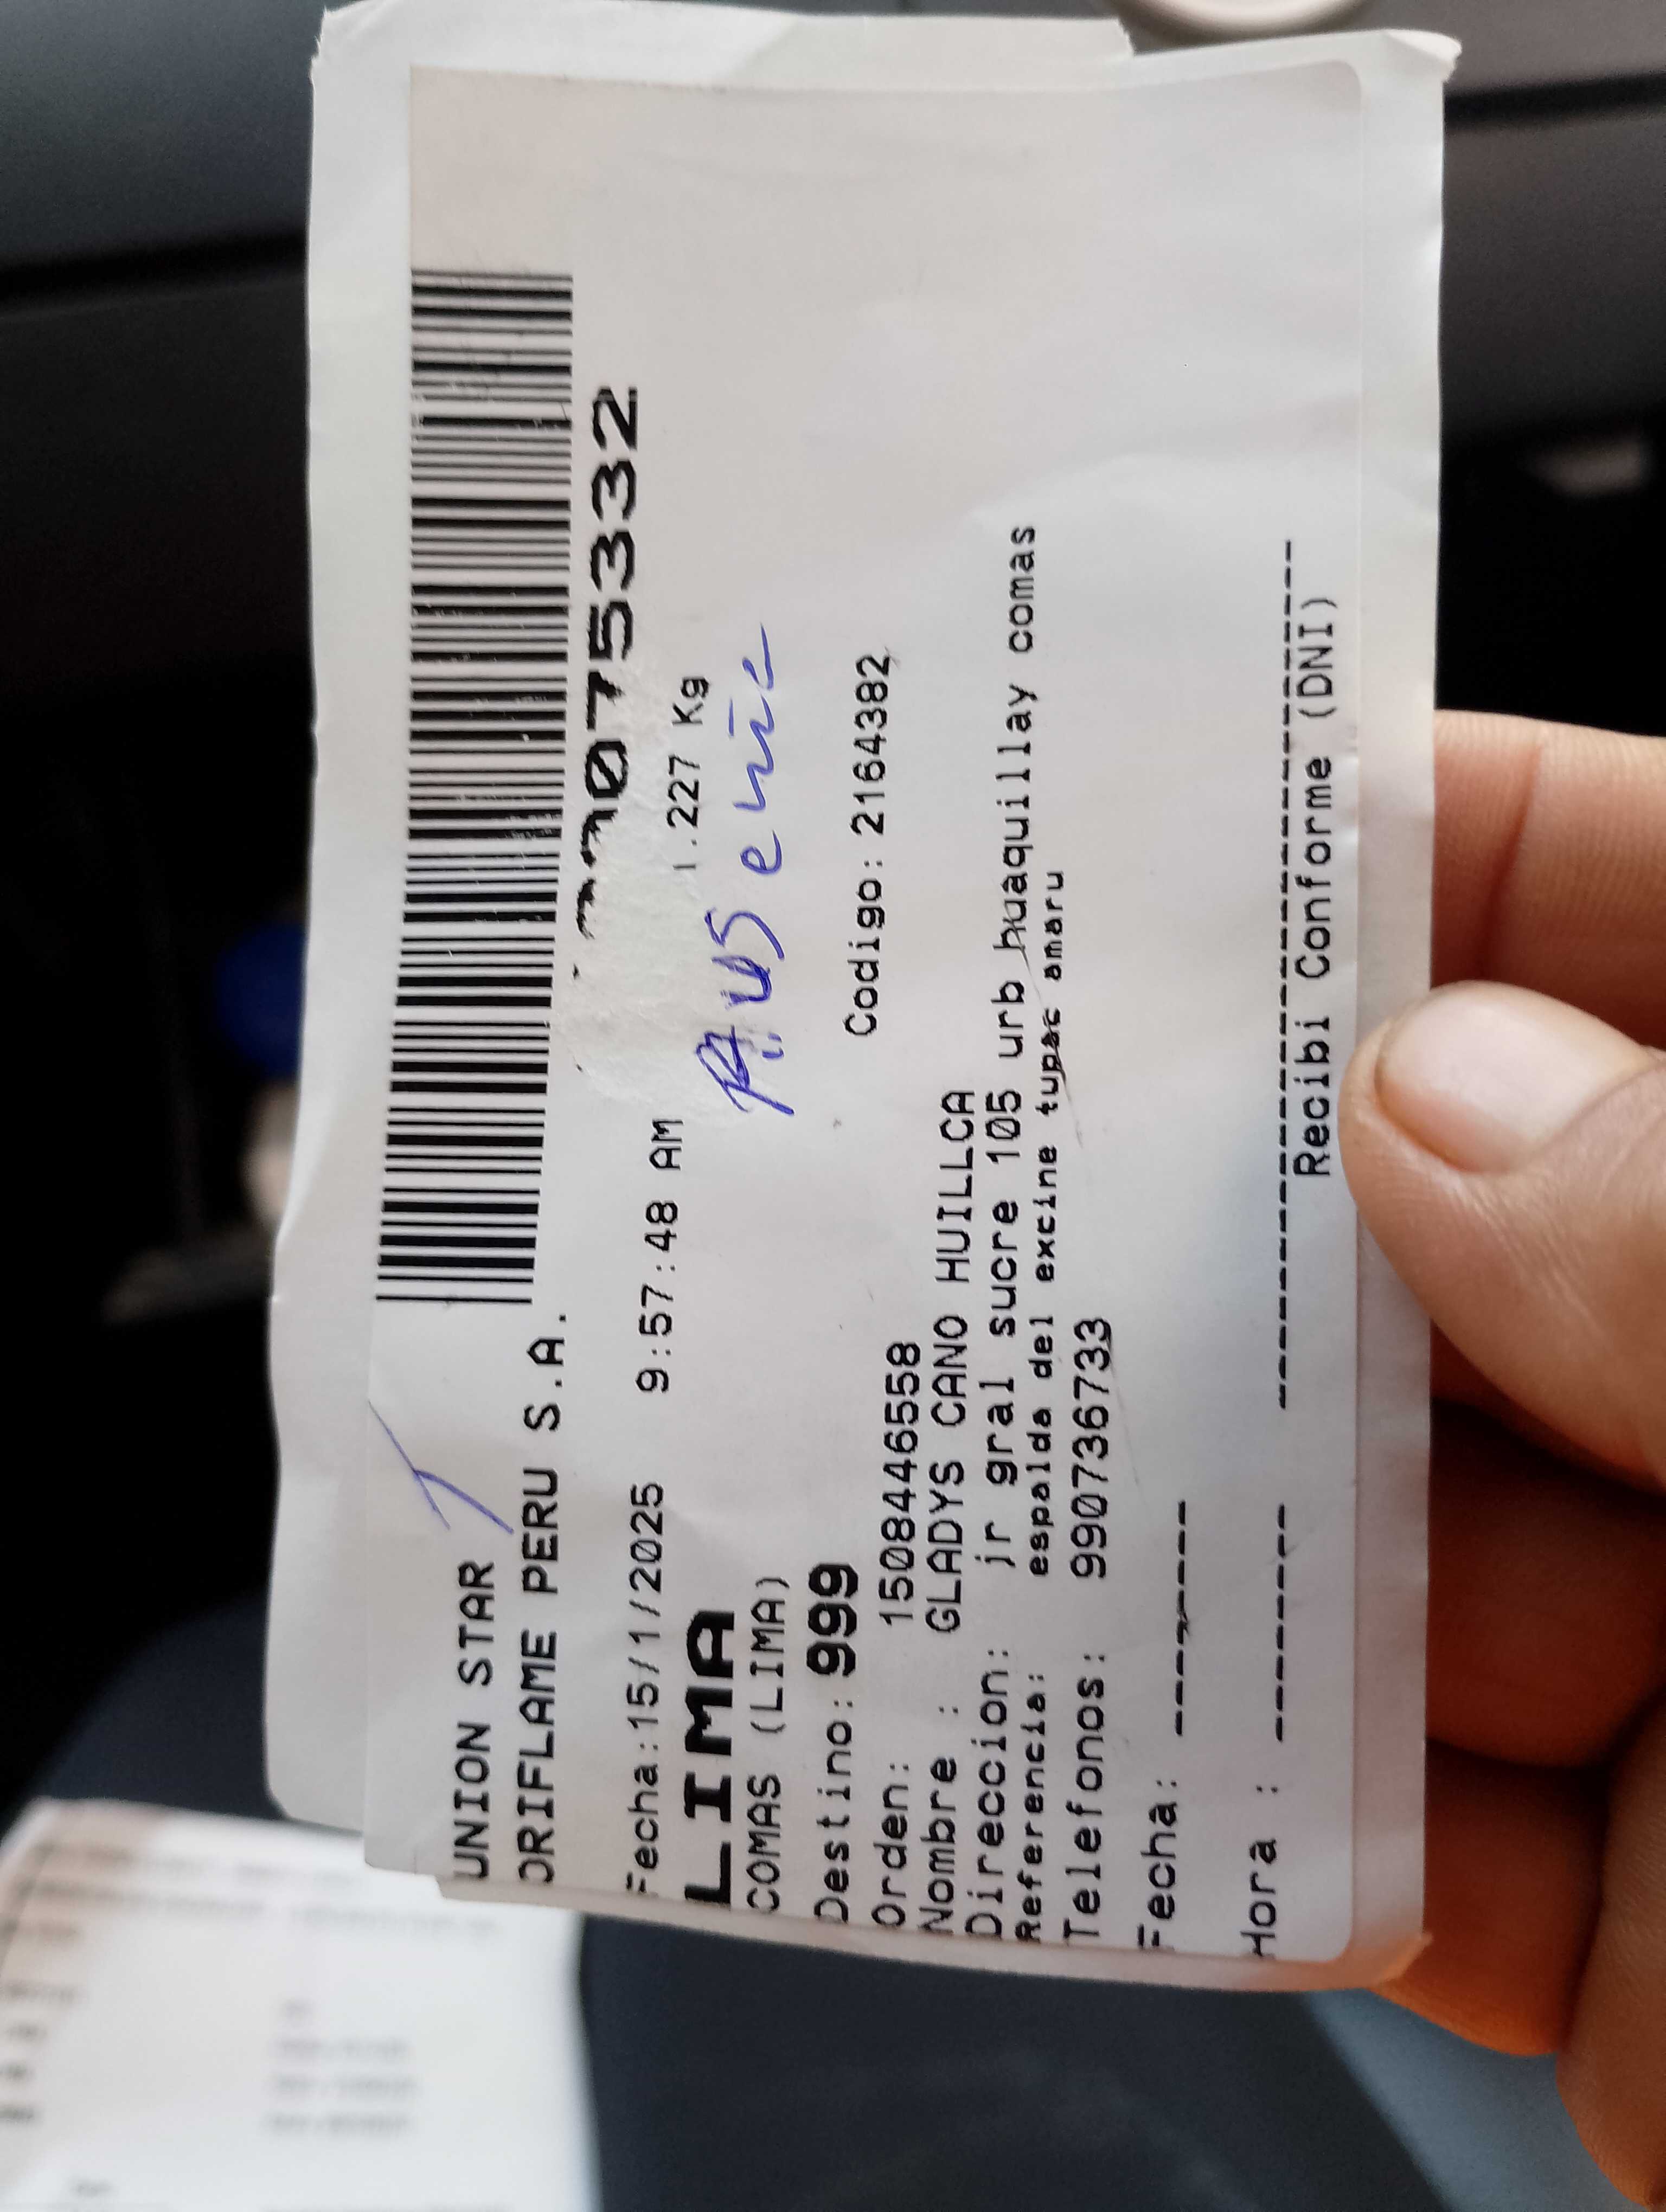 UNION STAR
ORIFLAME PERU S.A.
075332
Fecha:15/1/2025 9:57:48 AM
.227 Kg
LIMA
COMAS (LIMA)
Destino: 999
Codigo: 2164382
Orden: 1508446558
Nombre : GLADYS CANO HUILLCA
Direccion: jr gral sucre 105 urb huaquillay comas
Referencia: espalda del excine tupac amaru
Telefonos: 990736733
Fecha: --------
Hora : --------
Recibi Conforme (DNI)